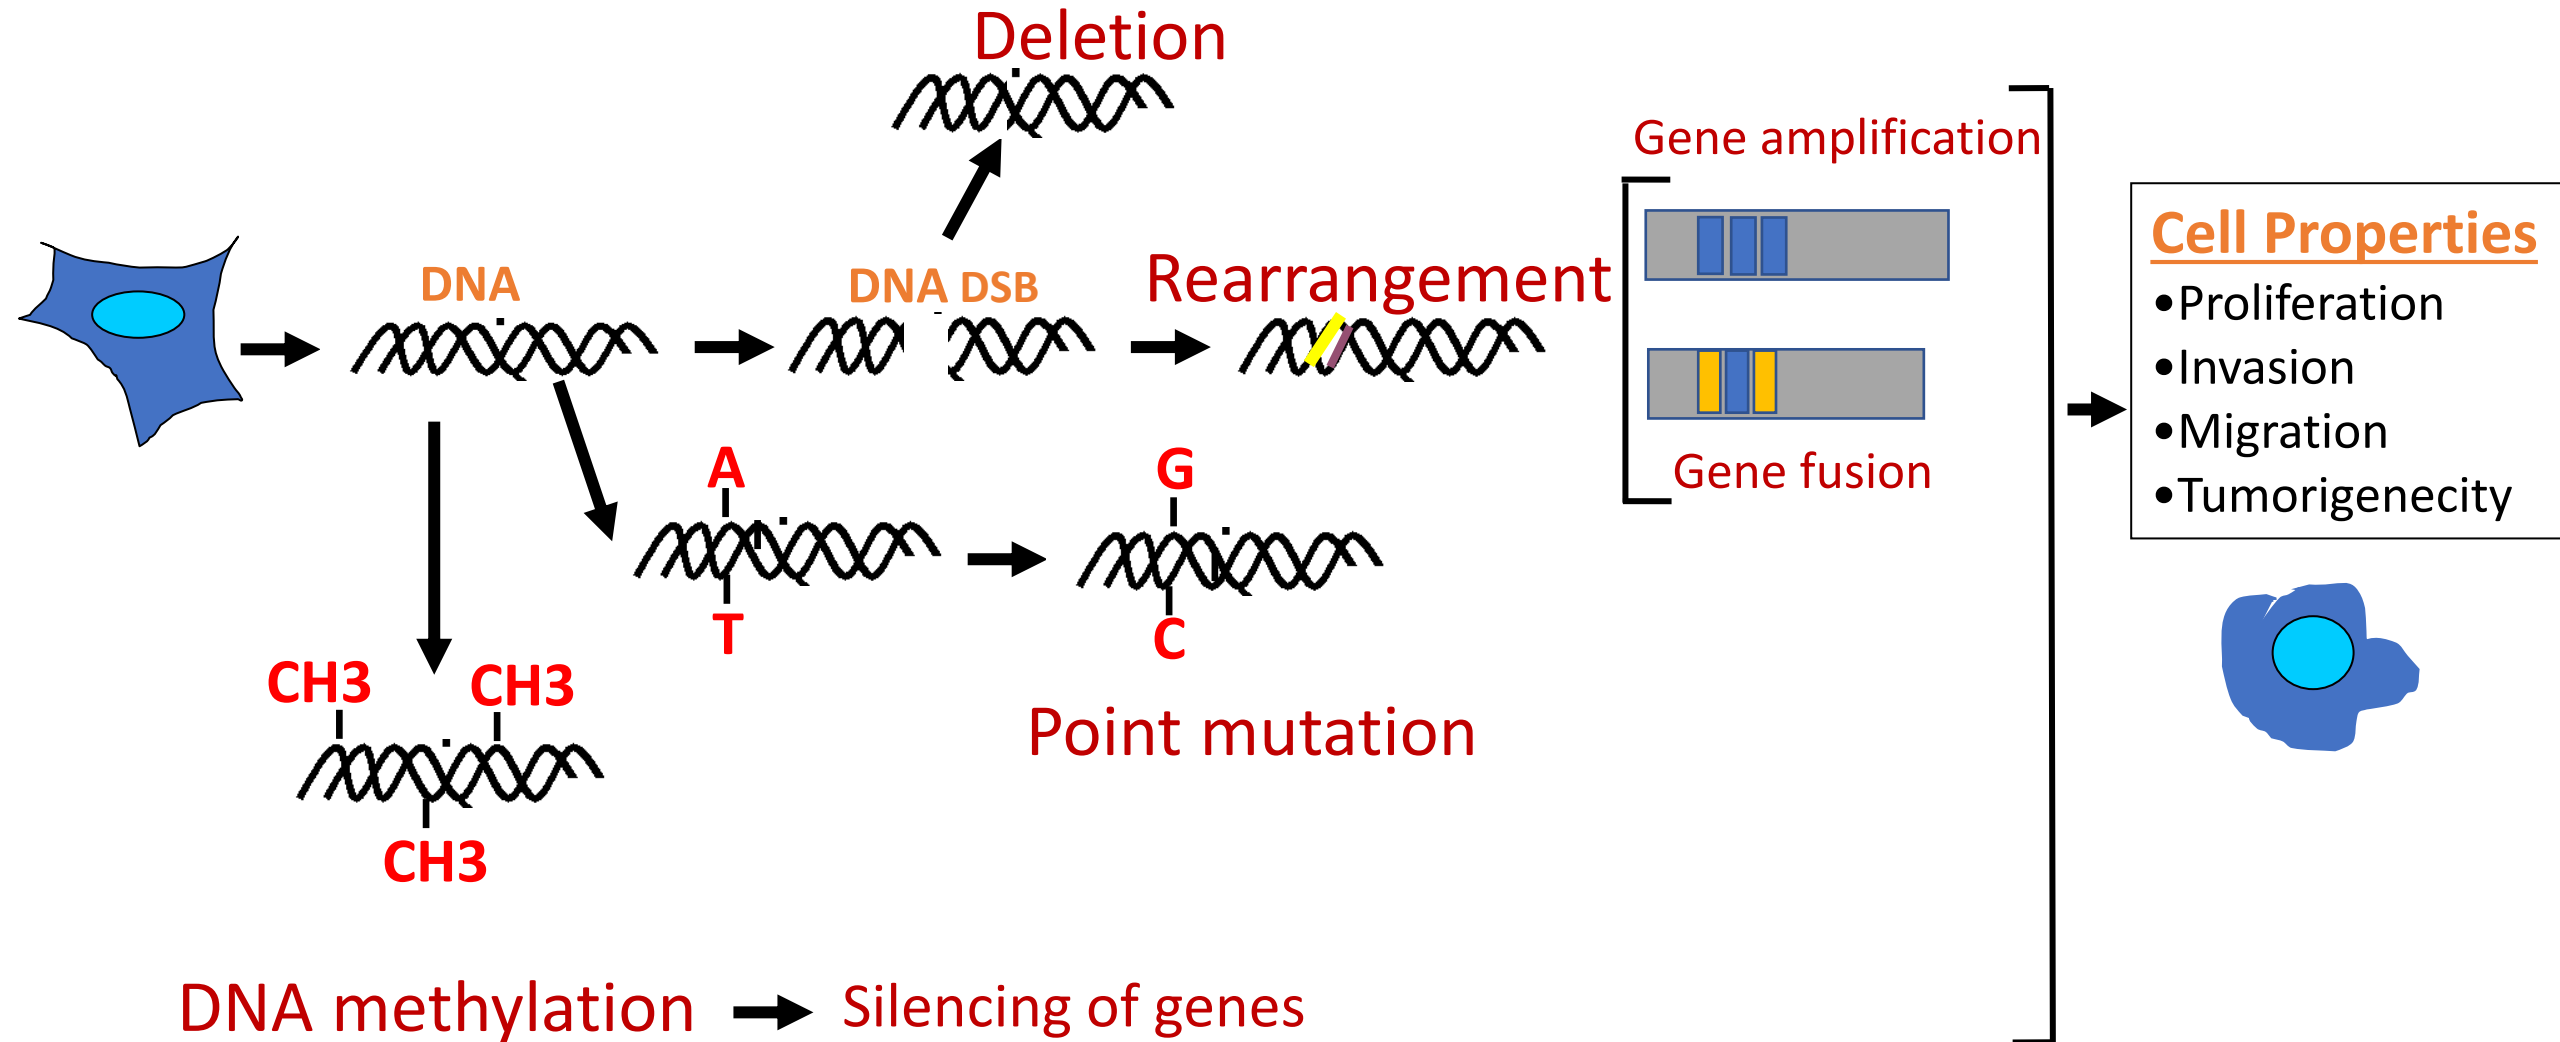 Deletion
Gene amplification
Cell Properties
•Proliferation
•Invasion
•Migration
•Tumorigenecity
DNA
DNA DSB
Rearrangement
Gene fusion
A
T
G
C
Point mutation
CH3
CH3
CH3
DNA methylation
Silencing of genes